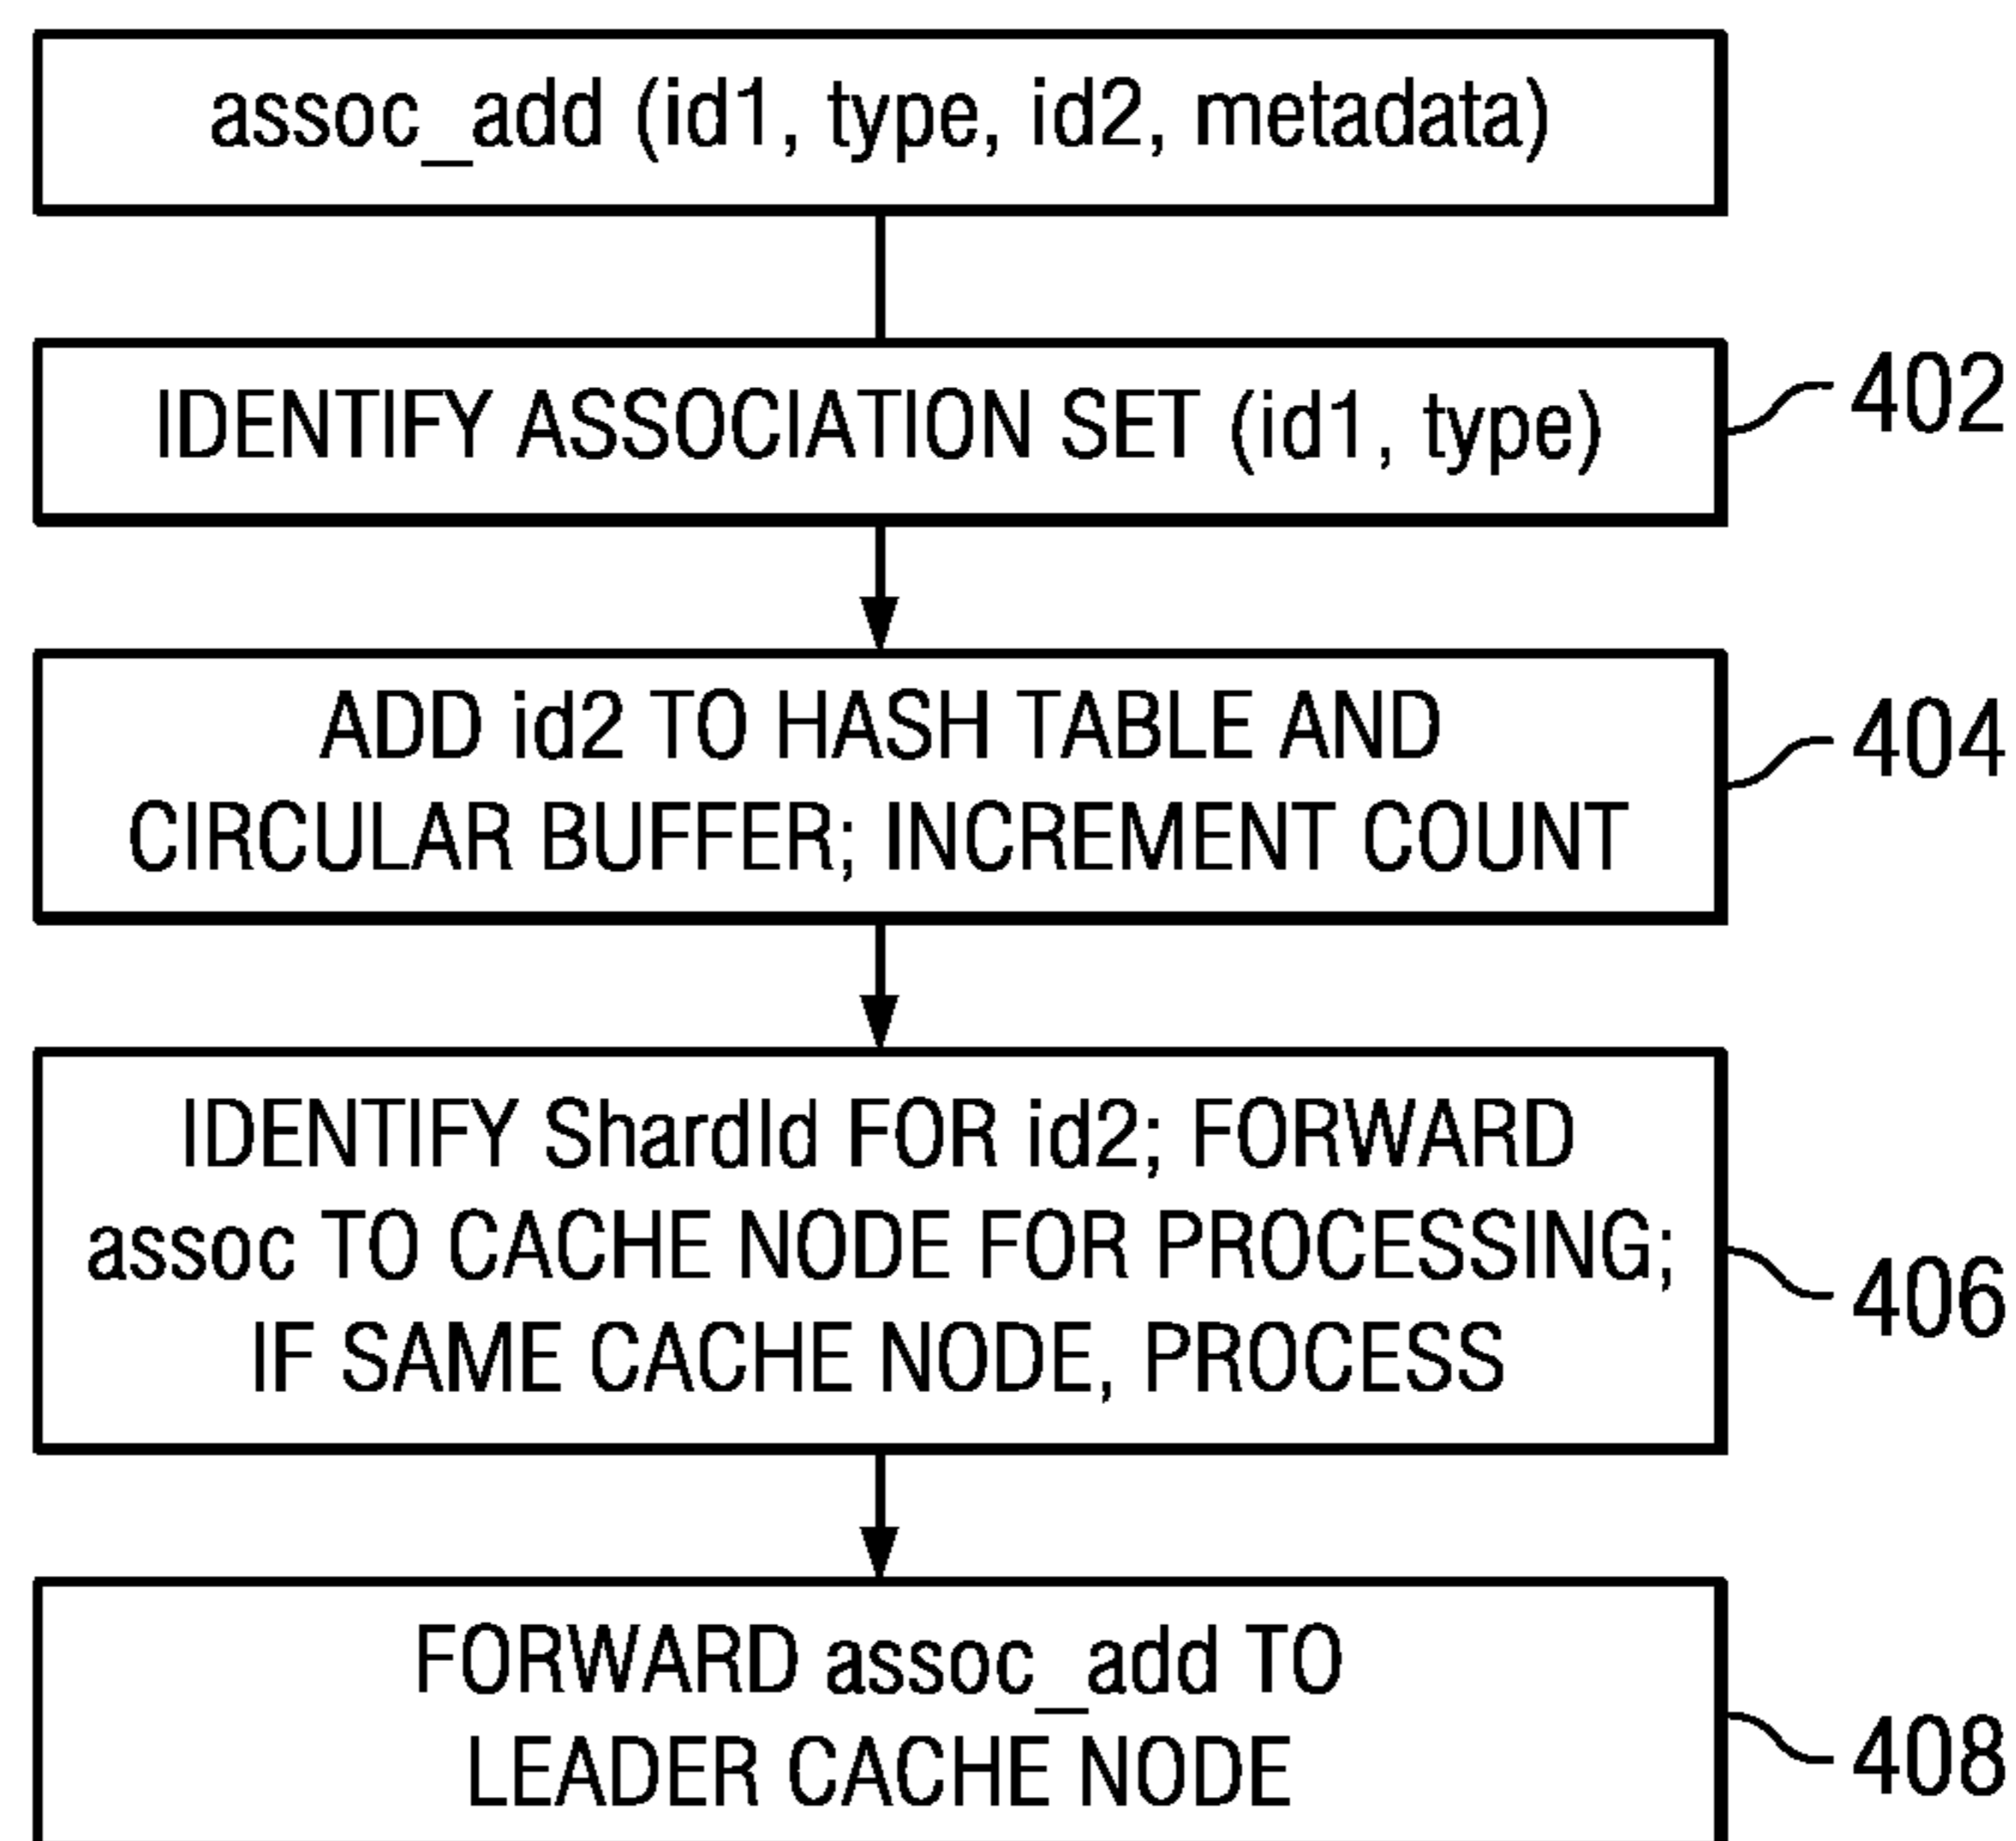 assoc_add (id1, type, id2, metadata)
IDENTIFY ASSOCIATION SET (id1, type)
402
ADD id2 TO HASH TABLE AND
CIRCULAR BUFFER; INCREMENT COUNT
404
IDENTIFY ShardId FOR id2; FORWARD
assoc TO CACHE NODE FOR PROCESSING;
IF SAME CACHE NODE, PROCESS
406
FORWARD assoc_add TO
LEADER CACHE NODE
408